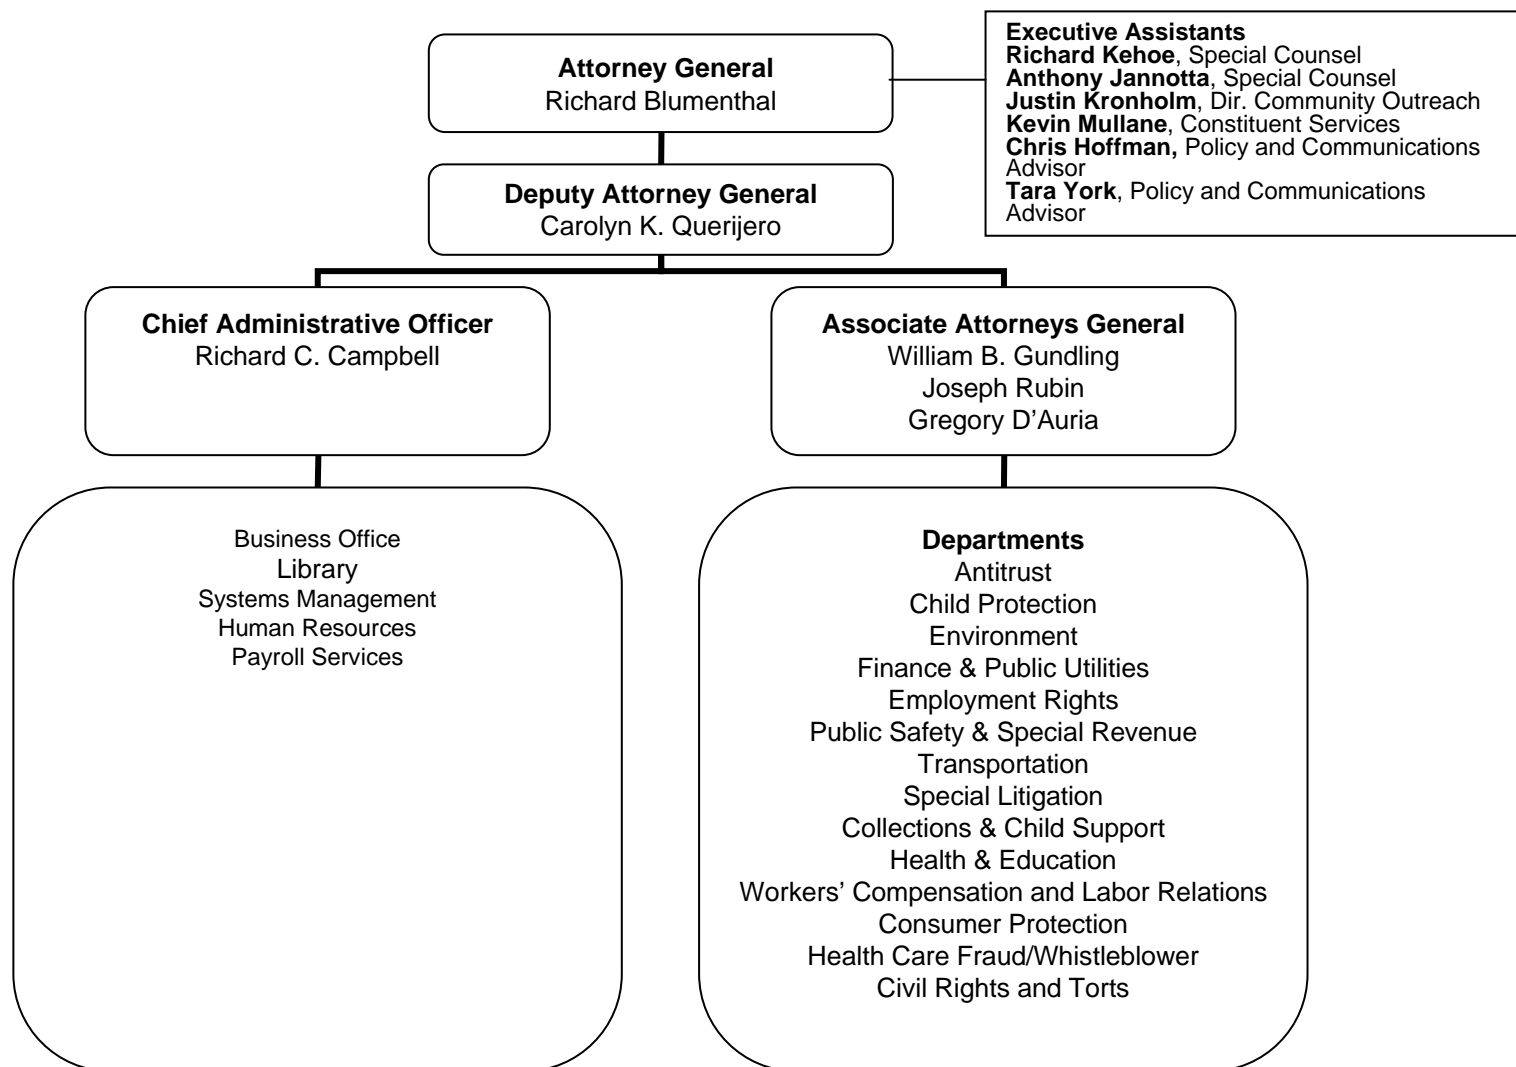 Attorney General
Richard Blumenthal
Executive Assistants
Richard Kehoe, Special Counsel
Anthony Jannotta, Special Counsel
Justin Kronholm, Dir. Community Outreach
Kevin Mullane, Constituent Services
Chris Hoffman, Policy and Communications
Advisor
Tara York, Policy and Communications
Advisor
Deputy Attorney General
Carolyn K. Querijero
Chief Administrative Officer
Richard C. Campbell
Associate Attorneys General
William B. Gundling
Joseph Rubin
Gregory D’Auria
Business Office
Library
Systems Management
Human Resources
Payroll Services
Departments
Antitrust
Child Protection
Environment
Finance & Public Utilities
Employment Rights
Public Safety & Special Revenue
Transportation
Special Litigation
Collections & Child Support
Health & Education
Workers’ Compensation and Labor Relations
Consumer Protection
Health Care Fraud/Whistleblower
Civil Rights and Torts